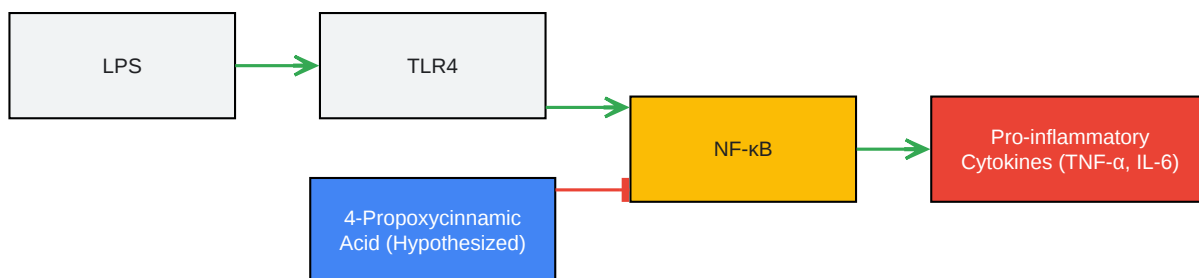 LPS
TLR4
NF-κB
Pro-inflammatory
Cytokines (TNF-α, IL-6)
4-Propoxycinnamic
Acid (Hypothesized)